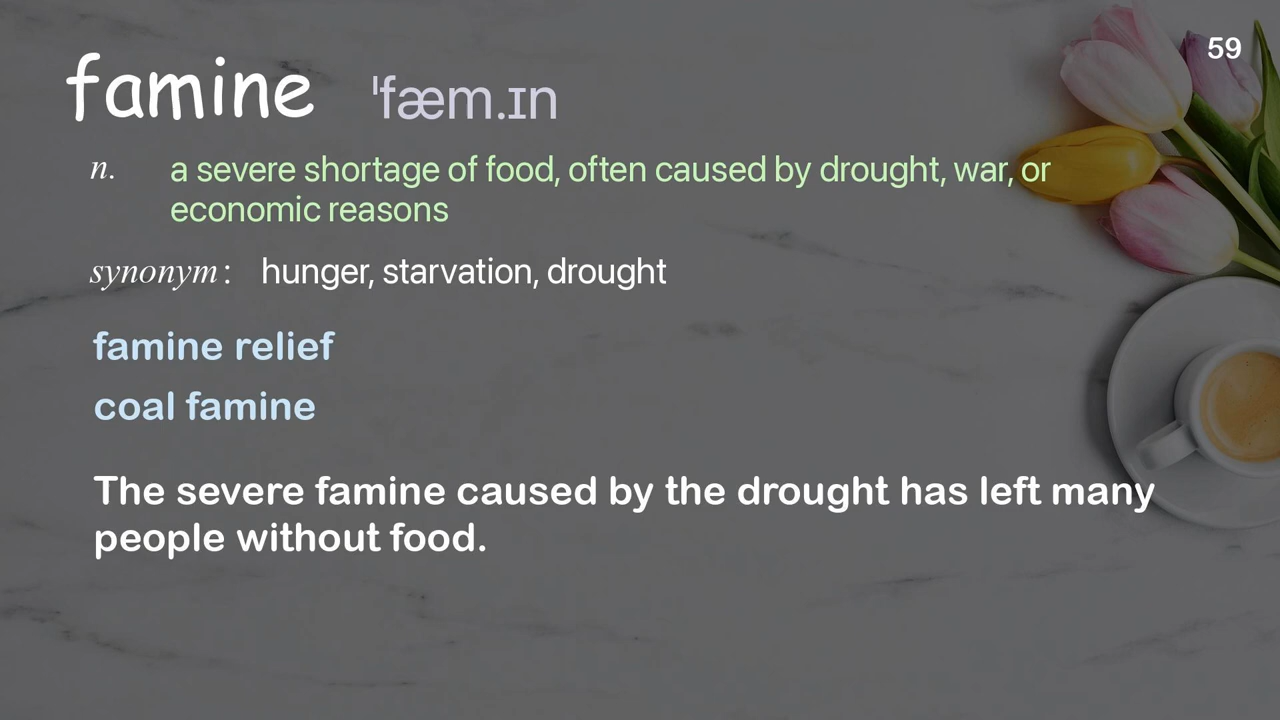 59
famine ˈfæm.ɪn
n. a severe shortage of food, often caused by drought, war, or
economic reasons
synonym : hunger, starvation, drought
famine relief
coal famine
The severe famine caused by the drought has left many
people without food.